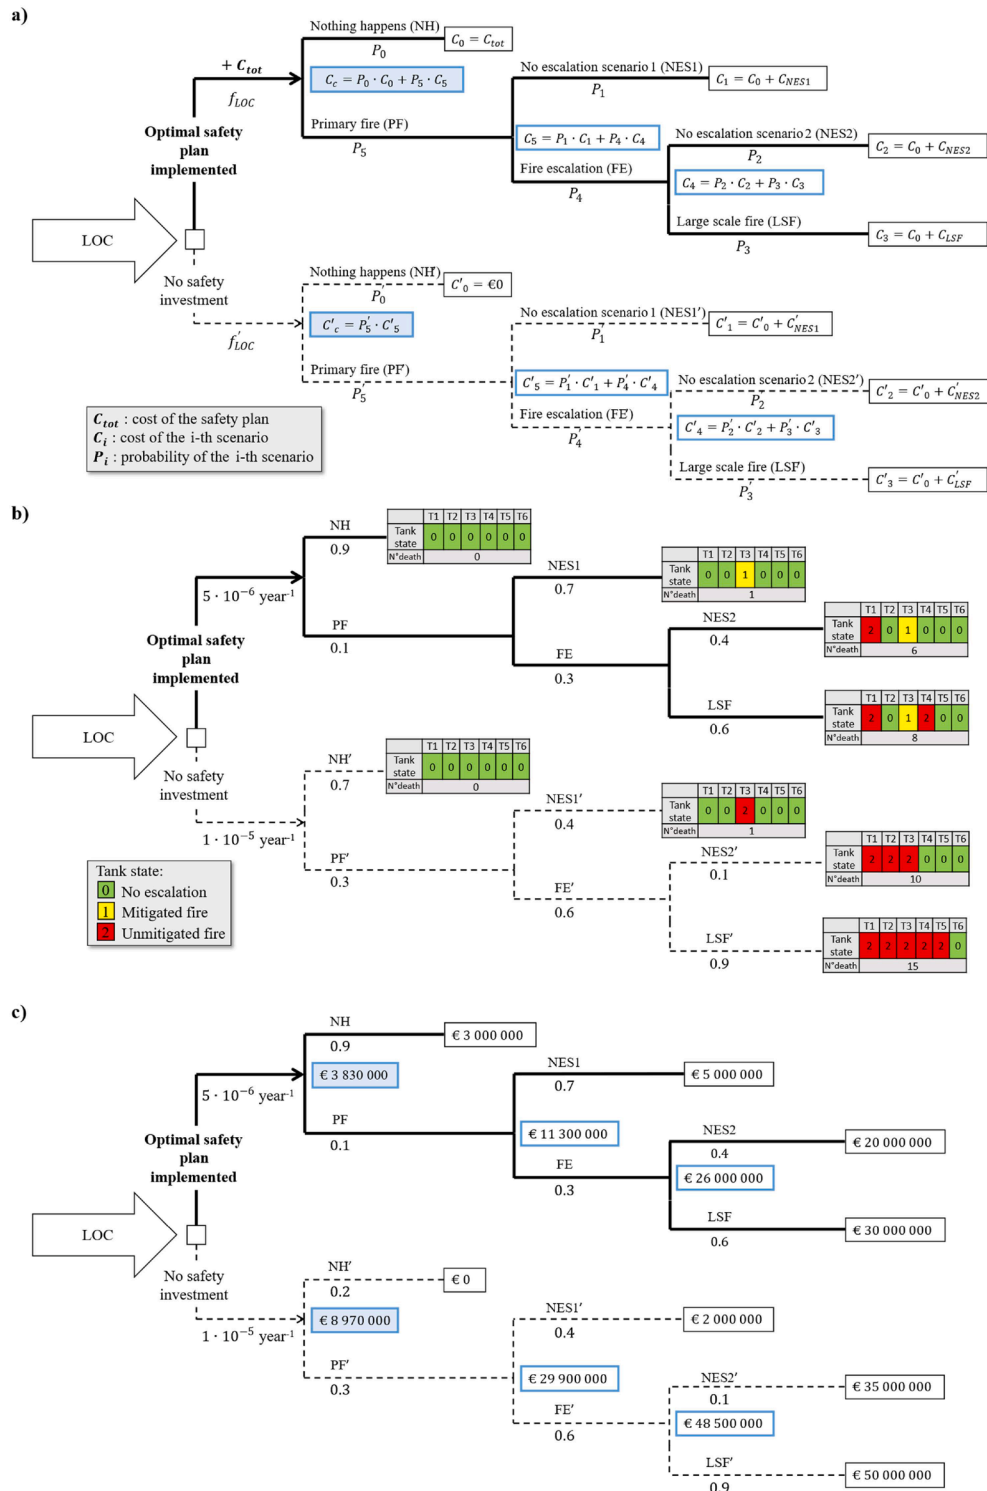 a)
Nothing happens (NH)
P₀
C₀ = Cₜₒₜ
+ Cₜₒₜ
f_LOC
C_c = P₀ · C₀ + P₅ · C₅
No escalation scenario 1 (NES1)
P₁
C₁ = C₀ + C_NES1
Optimal safety
plan
implemented
Primary fire (PF)
P₅
C₅ = P₁ · C₁ + P₄ · C₄
No escalation scenario 2 (NES2)
P₂
C₂ = C₀ + C_NES2
Fire escalation (FE)
P₄
C₄ = P₂ · C₂ + P₃ · C₃
LOC
Large scale fire (LSF)
P₃
C₃ = C₀ + C_LSF
No safety
investment
f'_LOC
Nothing happens (NH')
P'₀
C'₀ = €0
C'_c = P'₅ · C'₅
No escalation scenario 1 (NES1')
P'₁
C'₁ = C'₀ + C'_NES1
Primary fire (PF')
P'₅
C'₅ = P'₁ · C'₁ + P'₄ · C'₄
No escalation scenario 2 (NES2')
P'₂
C'₂ = C'₀ + C'_NES2
Fire escalation (FE')
P'₄
C'₄ = P'₂ · C'₂ + P'₃ · C'₃
Large scale fire (LSF')
P'₃
C'₃ = C'₀ + C'_LSF
Cₜₒₜ : cost of the safety plan
Cᵢ : cost of the i-th scenario
Pᵢ : probability of the i-th scenario
b)
NH
0.9
T1 T2 T3 T4 T5 T6
Tank state 0 0 0 0 0 0
N°death 0
5 · 10⁻⁶ year⁻¹
NES1
0.7
T1 T2 T3 T4 T5 T6
Tank state 0 0 1 0 0 0
N°death 1
PF
0.1
Optimal safety
plan
implemented
NES2
0.4
T1 T2 T3 T4 T5 T6
Tank state 2 0 1 0 0 0
N°death 6
FE
0.3
LSF
0.6
T1 T2 T3 T4 T5 T6
Tank state 2 0 1 2 0 0
N°death 8
LOC
No safety
investment
1 · 10⁻⁵ year⁻¹
NH'
0.7
T1 T2 T3 T4 T5 T6
Tank state 0 0 0 0 0 0
N°death 0
NES1'
0.4
T1 T2 T3 T4 T5 T6
Tank state 0 0 2 0 0 0
N°death 1
PF'
0.3
NES2'
0.1
T1 T2 T3 T4 T5 T6
Tank state 2 2 2 0 0 0
N°death 10
FE'
0.6
LSF'
0.9
T1 T2 T3 T4 T5 T6
Tank state 2 2 2 2 2 0
N°death 15
Tank state:
0 No escalation
1 Mitigated fire
2 Unmitigated fire
c)
NH
0.9
€ 3 000 000
5 · 10⁻⁶ year⁻¹
€ 3 830 000
NES1
0.7
€ 5 000 000
PF
0.1
€ 11 300 000
Optimal safety
plan
implemented
NES2
0.4
€ 20 000 000
FE
0.3
€ 26 000 000
LSF
0.6
€ 30 000 000
LOC
No safety
investment
1 · 10⁻⁵ year⁻¹
NH'
0.2
€ 0
€ 8 970 000
NES1'
0.4
€ 2 000 000
PF'
0.3
€ 29 900 000
NES2'
0.1
€ 35 000 000
FE'
0.6
€ 48 500 000
LSF'
0.9
€ 50 000 000